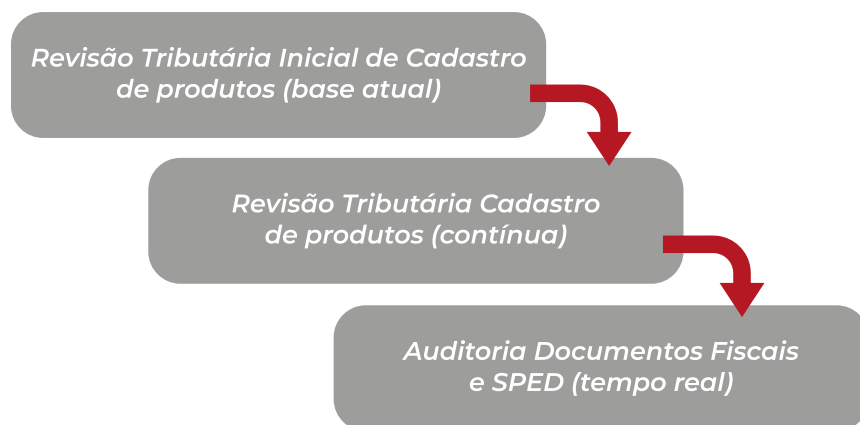 Revisão Tributária Inicial de Cadastro
de produtos (base atual)
Revisão Tributária Cadastro
de produtos (contínua)
Auditoria Documentos Fiscais
e SPED (tempo real)